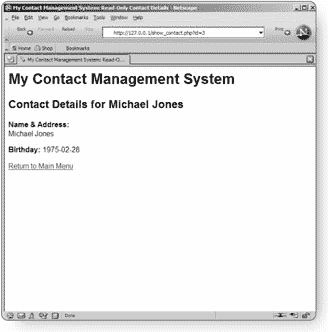 My Contact Management System: Read-Only Contact Details - Netscape
File Edit View Go Bookmarks Tools Window Help
Back Forward Reload Stop http://127.0.0.1/show_contact.php?id=3 Print
Home Shop Bookmarks
My Contact Management System: Read-O...
My Contact Management System
Contact Details for Michael Jones
Name & Address:
Michael Jones
Birthday: 1975-02-28
Return to Main Menu
Done